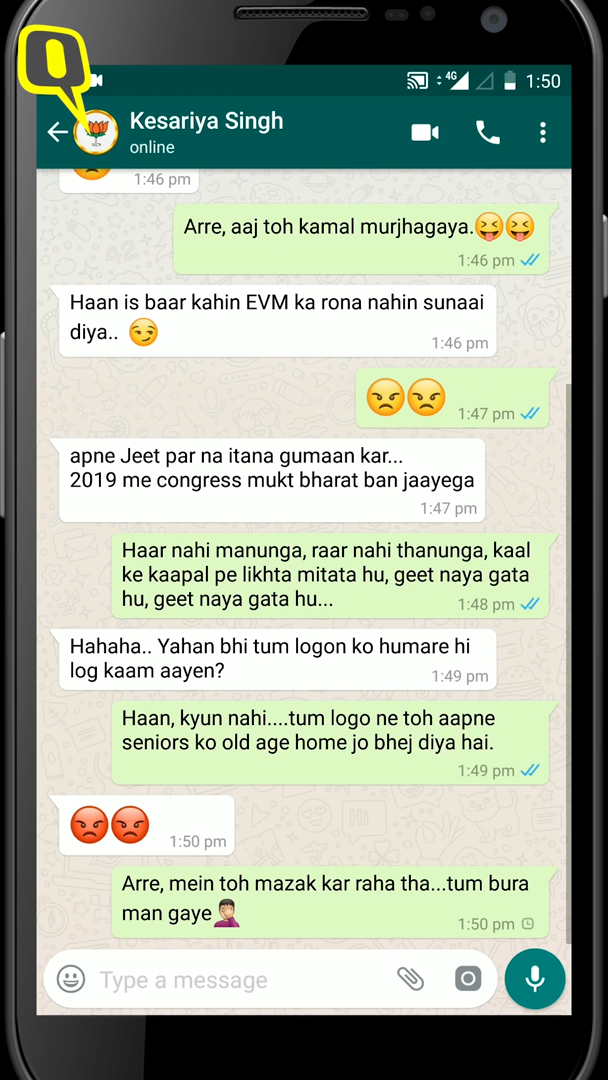 4G 1:50
Kesariya Singh
online
1:46 pm
Arre, aaj toh kamal murjhagaya.😝😝
1:46 pm
Haan is baar kahin EVM ka rona nahin sunaai
diya.. 😏
1:46 pm
😠😠
1:47 pm
apne Jeet par na itana gumaan kar...
2019 me congress mukt bharat ban jaayega
1:47 pm
Haar nahi manunga, raar nahi thanunga, kaal
ke kaapal pe likhta mitata hu, geet naya gata
hu, geet naya gata hu...
1:48 pm
Hahaha.. Yahan bhi tum logon ko humare hi
log kaam aayen?
1:49 pm
Haan, kyun nahi....tum logo ne toh aapne
seniors ko old age home jo bhej diya hai.
1:49 pm
😡😡
1:50 pm
Arre, mein toh mazak kar raha tha...tum bura
man gaye🤦
1:50 pm
Type a message